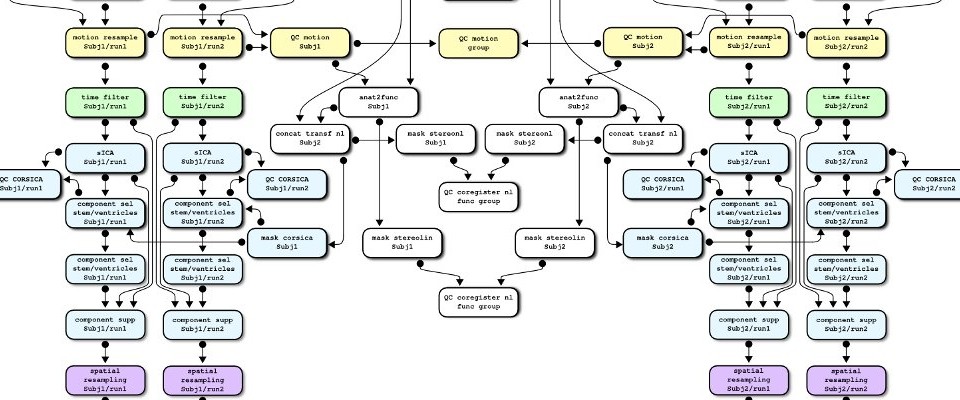 motion resample
Subj1/run1
motion resample
Subj1/run2
QC motion
Subj1
QC motion
group
QC motion
Subj2
motion resample
Subj2/run1
motion resample
Subj2/run2
time filter
Subj1/run1
time filter
Subj1/run2
anat2func
Subj1
anat2func
Subj2
time filter
Subj2/run1
time filter
Subj2/run2
concat transf nl
Subj2
mask stereonl
Subj1
mask stereonl
Subj2
concat transf nl
Subj2
sICA
Subj1/run1
sICA
Subj1/run2
sICA
Subj2/run1
sICA
Subj2/run2
QC CORSICA
Subj1/run1
QC CORSICA
Subj1/run2
QC coregister nl
func group
QC CORSICA
Subj2/run1
QC CORSICA
Subj2/run2
component sel
stem/ventricles
Subj1/run1
component sel
stem/ventricles
Subj1/run2
component sel
stem/ventricles
Subj2/run1
component sel
stem/ventricles
Subj2/run2
mask corsica
Subj1
mask stereolin
Subj1
mask stereolin
Subj2
mask corsica
Subj2
component sel
stem/ventricles
Subj1/run1
component sel
stem/ventricles
Subj1/run2
component sel
stem/ventricles
Subj2/run1
component sel
stem/ventricles
Subj2/run2
QC coregister nl
func group
component supp
Subj1/run1
component supp
Subj1/run2
component supp
Subj2/run1
component supp
Subj2/run2
spatial
resampling
Subj1/run1
spatial
resampling
Subj1/run2
spatial
resampling
Subj2/run1
spatial
resampling
Subj2/run2